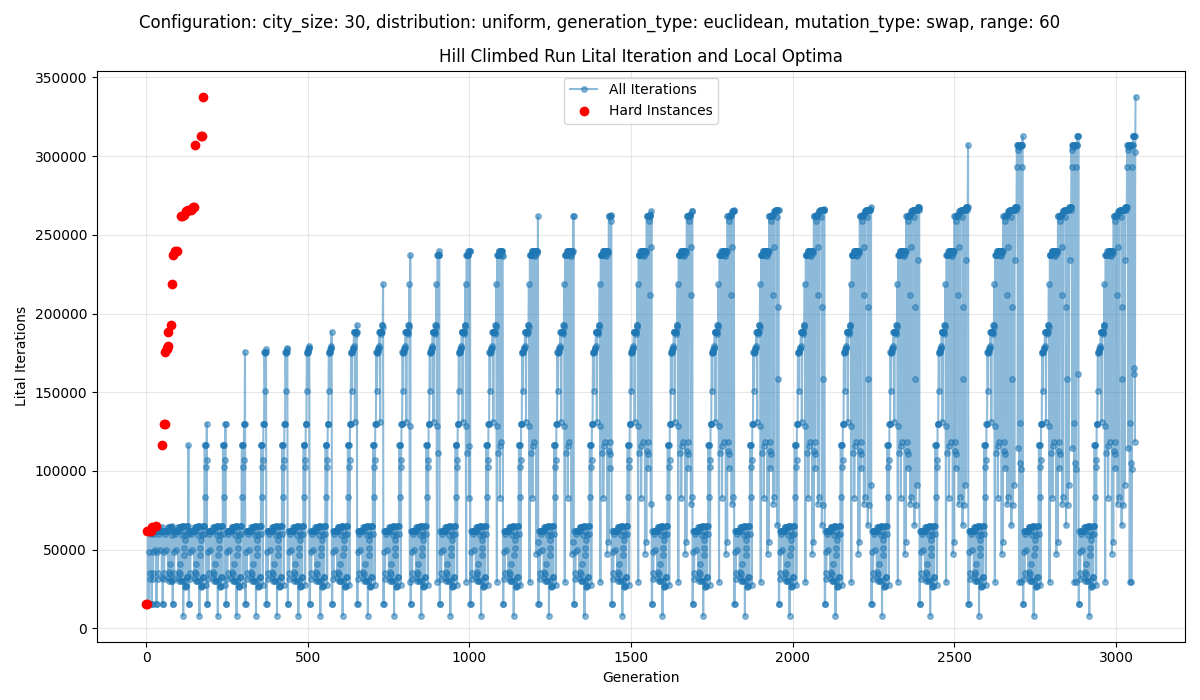 Configuration: city_size: 30, distribution: uniform, generation_type: euclidean, mutation_type: swap, range: 60
Hill Climbed Run Lital Iteration and Local Optima
All Iterations
Hard Instances
350000
300000
250000
200000
150000
100000
50000
0
Lital Iterations
0
500
1000
1500
2000
2500
3000
Generation